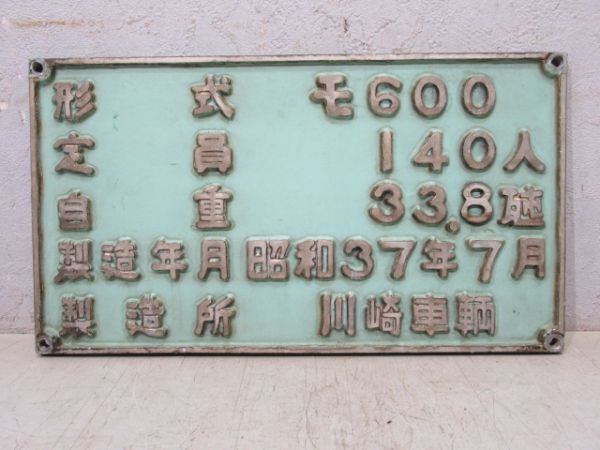 形式 モ600
定員 140人
自重 33.8瓲
製造年月 昭和37年7月
製造所 川崎車輌